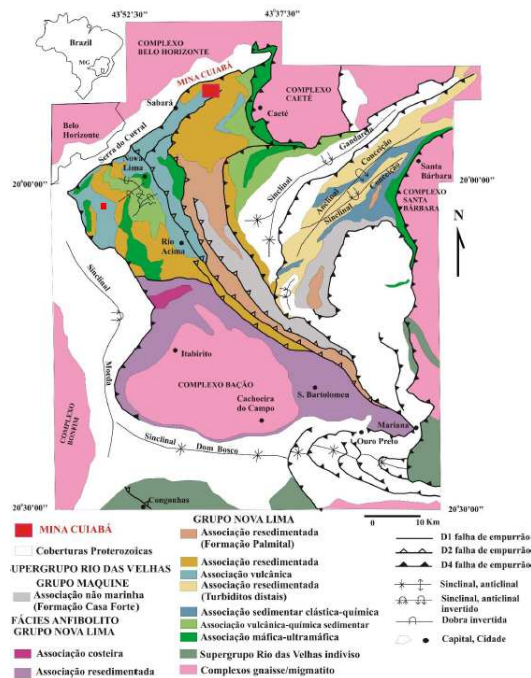 43°52'30"
43°37'30"
Brazil
MG
COMPLEXO
BELO HORIZONTE
MINA CUIABÁ
COMPLEXO
CAETÉ
Sabará
Caeté
Belo
Horizonte
Serra do Curral
Nova
Lima
Gandarela
Sinclinal
Conceição
Anclinal
Sinclinal
Conceição
Santa
Bárbara
COMPLEXO
SANTA
BÁRBARA
20°00'00"
20°00'00"
N
Rio
Acima
Sinclinal
Moeda
Itabirito
COMPLEXO BAÇÃO
Cachoeira
do Campo
S. Bartolomeu
Mariana
Ouro Preto
COMPLEXO
BONFIM
Sinclinal Dom Bosco
Congonhus
20°30'00"
20°30'00"
0 10 Km
MINA CUIABÁ
Coberturas Proterozoicas
SUPERGRUPO RIO DAS VELHAS
GRUPO MAQUINE
Associação não marinha
(Formação Casa Forte)
FÁCIES ANFIBOLITO
GRUPO NOVA LIMA
Associação costeira
Associação resedimentada
GRUPO NOVA LIMA
Associação resedimentada
(Formação Palmital)
Associação resedimentada
Associação vulcânica
Associação resedimentada
(Turbiditos distais)
Associação sedimentar clástica-química
Associação vulcânica-química sedimentar
Associação máfica-ultramáfica
Supergrupo Rio das Velhas indiviso
Complexos gnaisse/migmatito
D1 falha de empurrão
D2 falha de empurrão
D4 falha de empurrão
Sinclinal, anticlinal
Sinclinal, anticlinal
invertido
Dobra invertida
Capital, Cidade